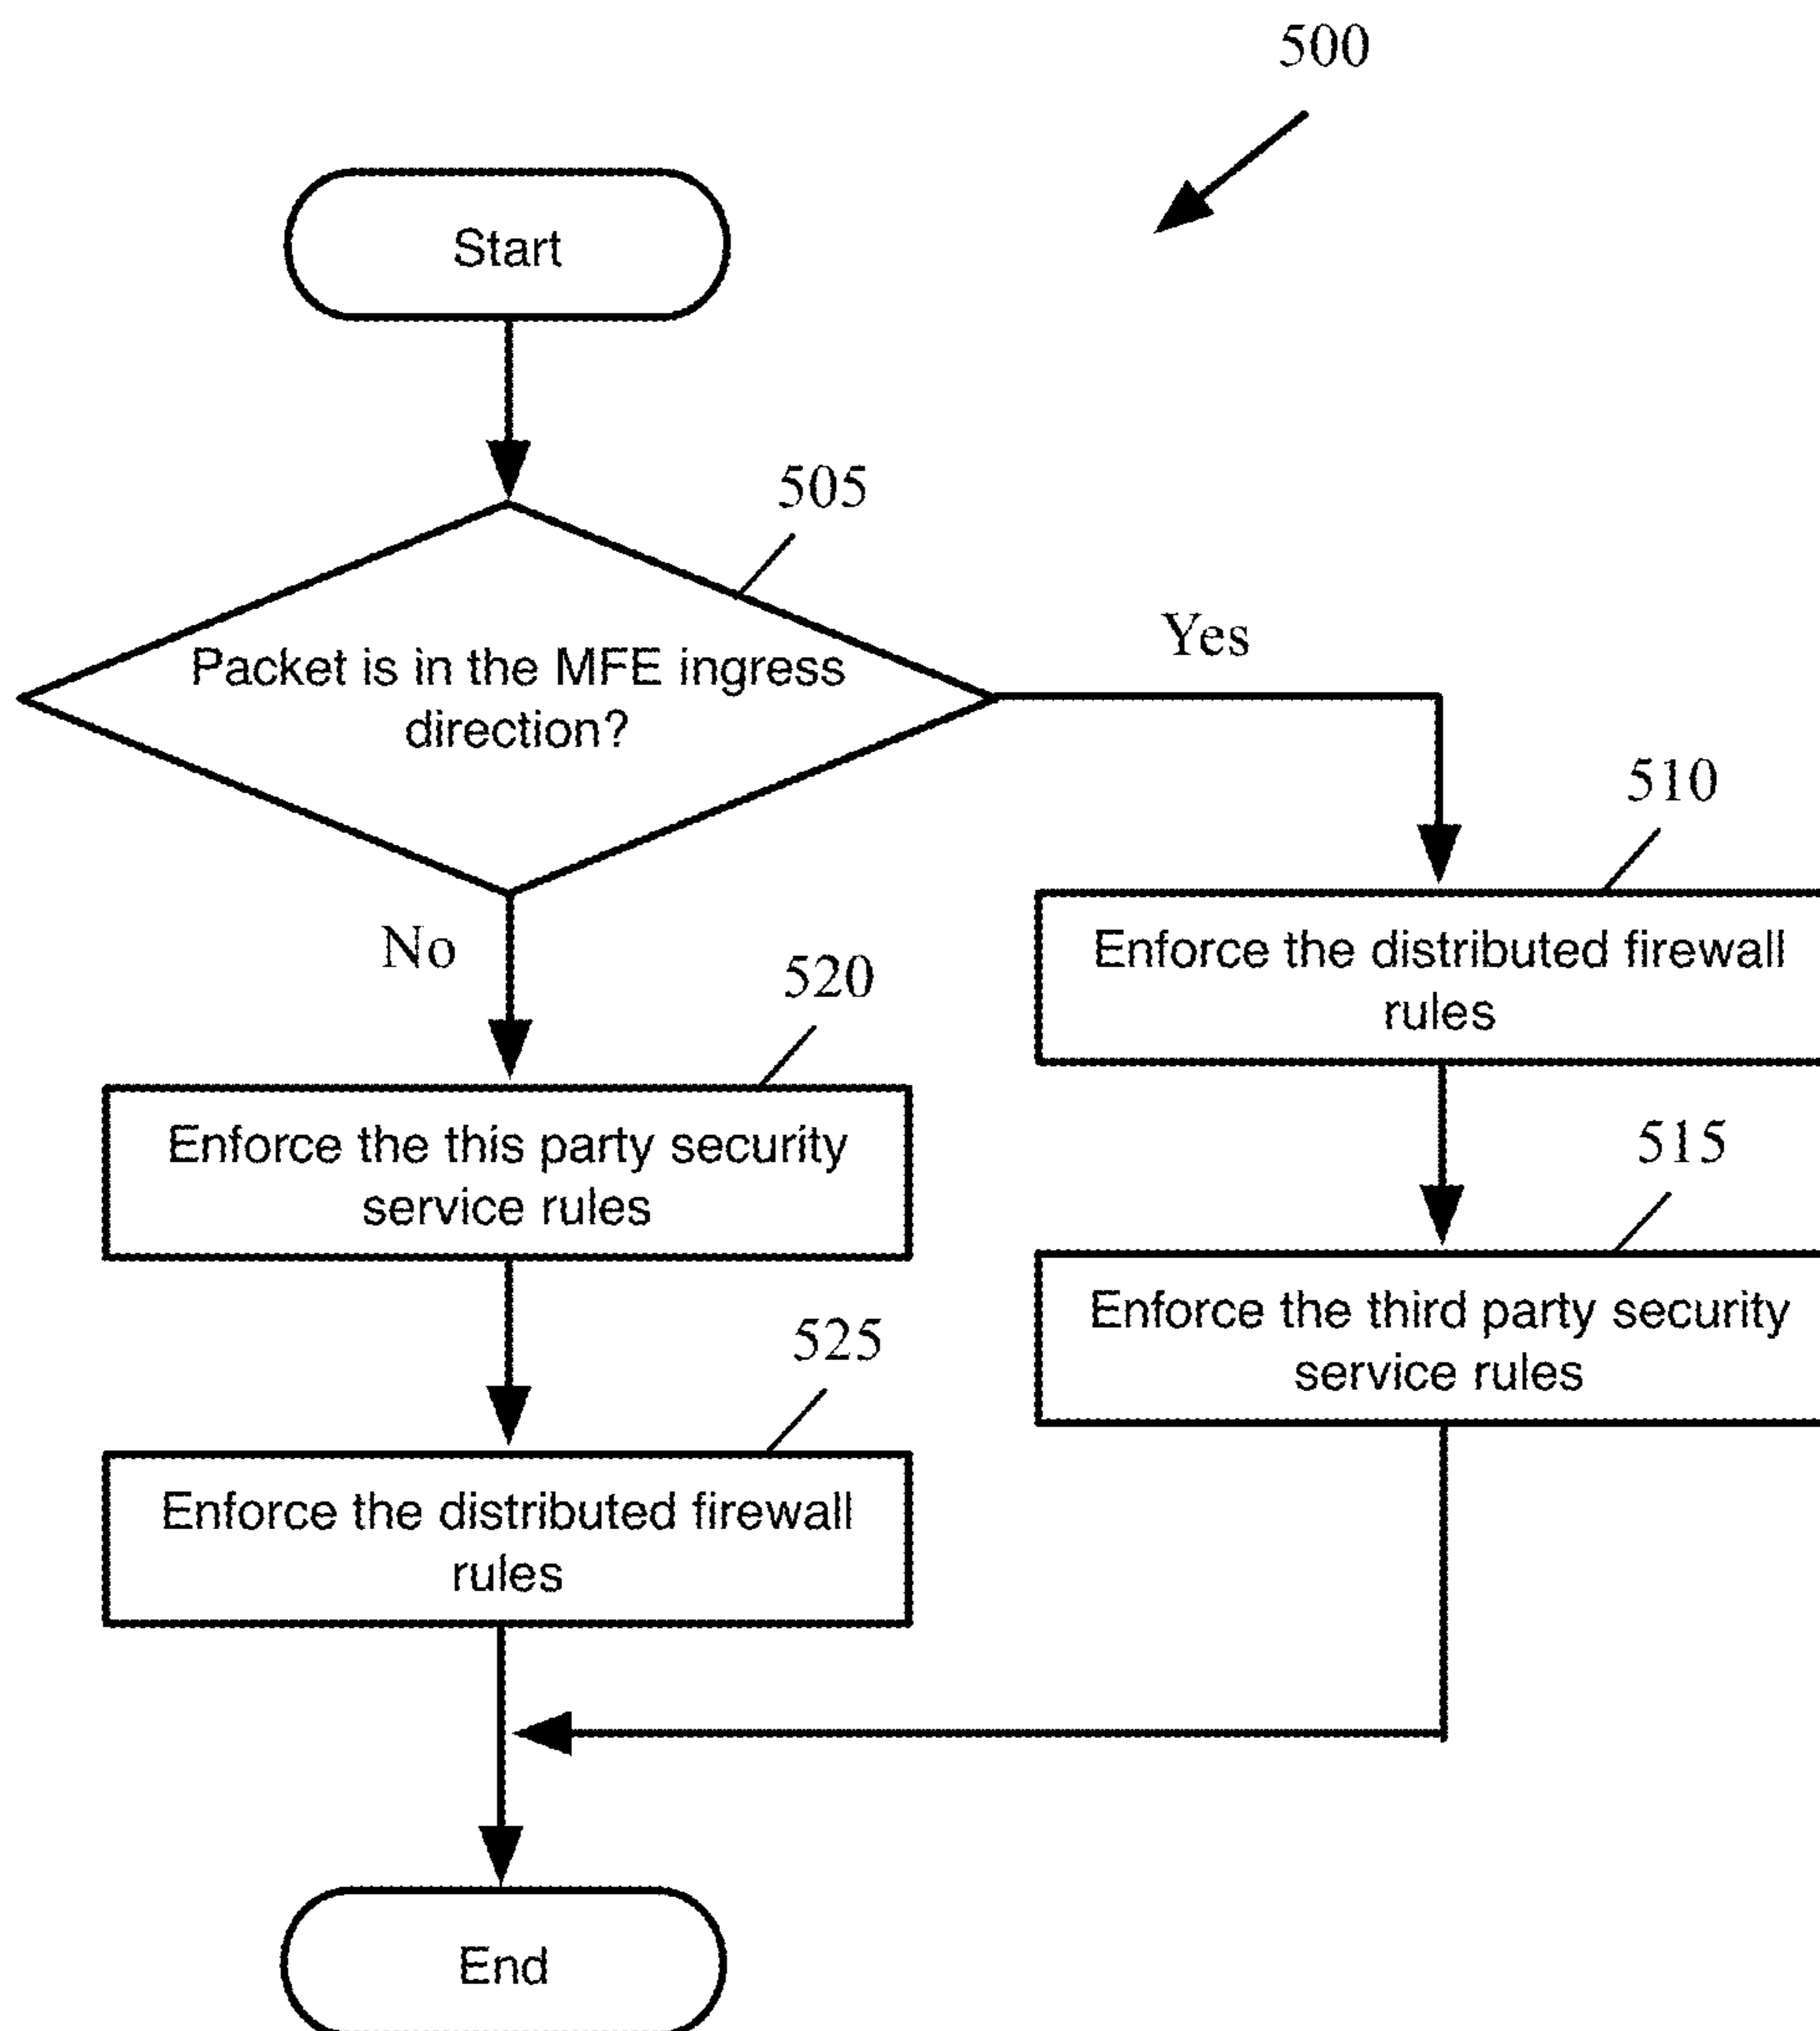 500
Start
505
Packet is in the MFE ingress
direction?
Yes
No
510
Enforce the distributed firewall
rules
520
Enforce the this party security
service rules
515
Enforce the third party security
service rules
525
Enforce the distributed firewall
rules
End